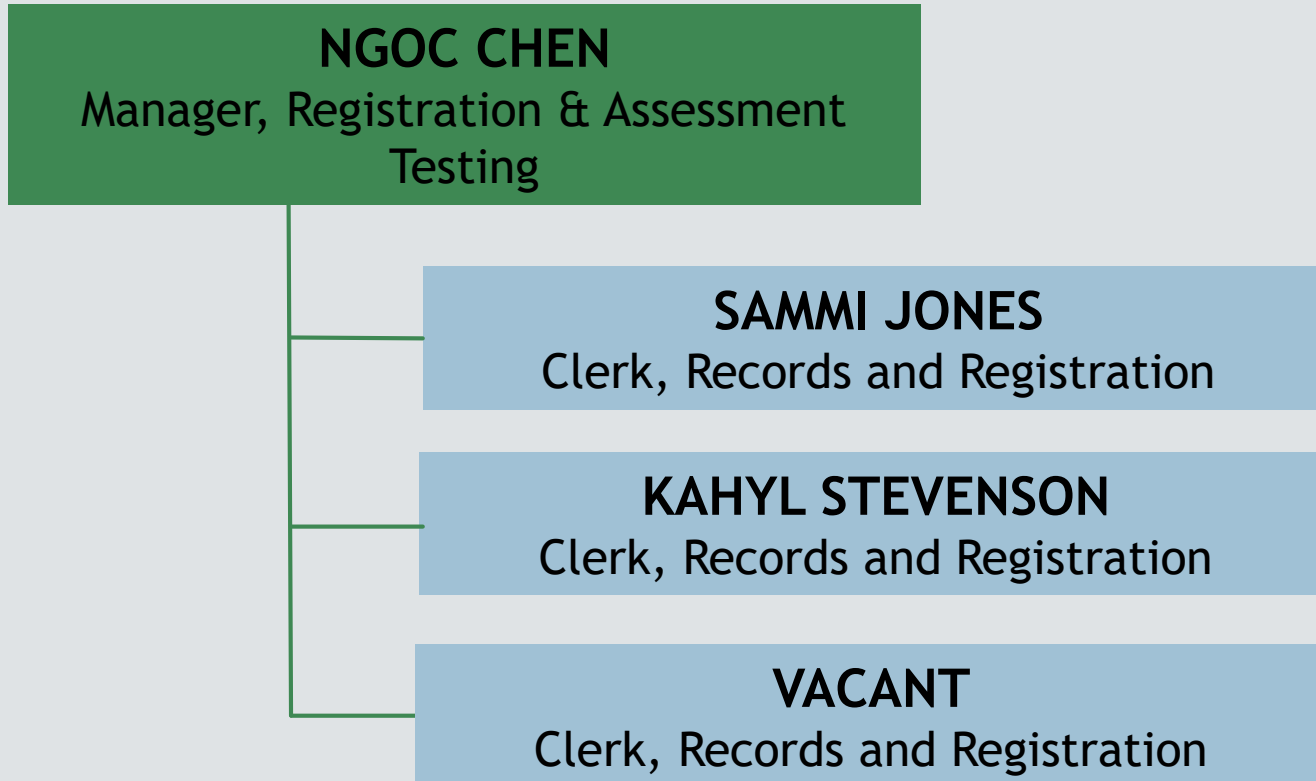 NGOC CHEN
Manager, Registration & Assessment
Testing
SAMMI JONES
Clerk, Records and Registration
KAHYL STEVENSON
Clerk, Records and Registration
VACANT
Clerk, Records and Registration